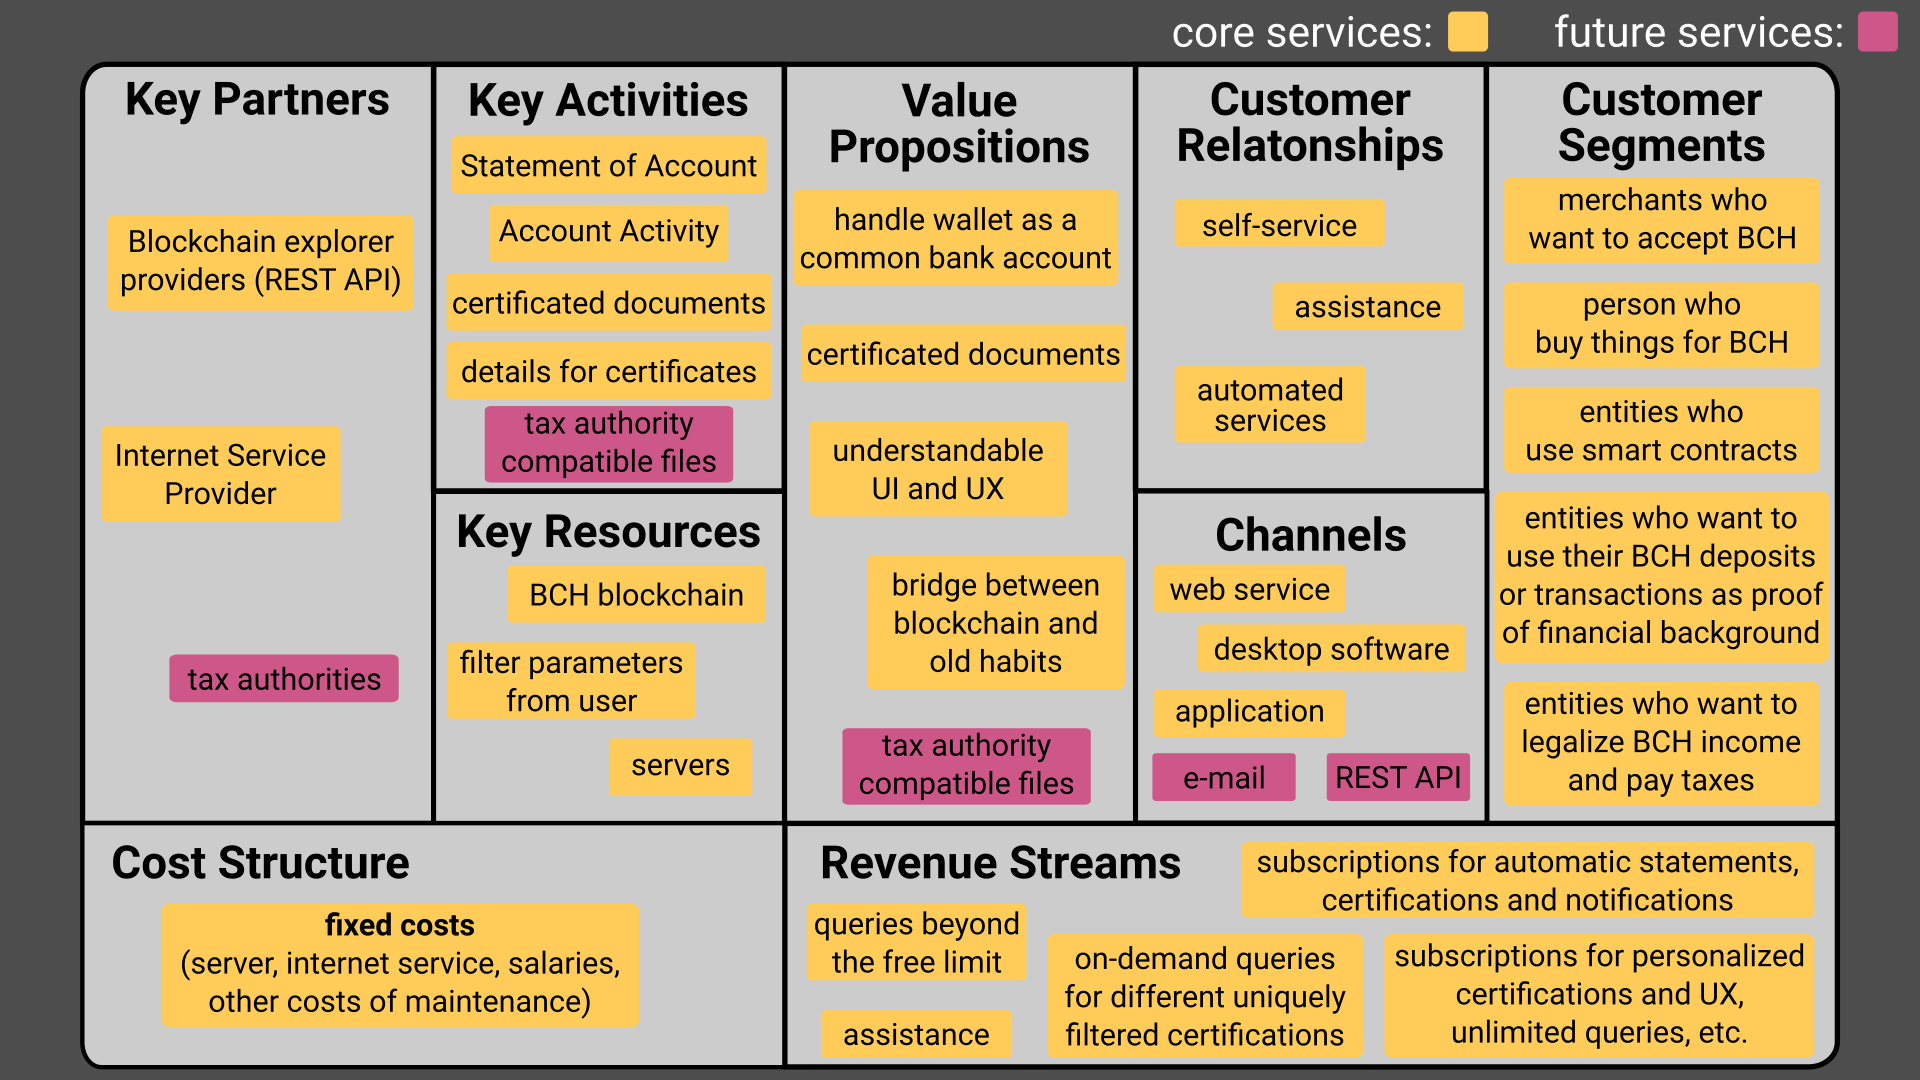 core services:
future services:
Key Partners
Blockchain explorer
providers (REST API)
Internet Service
Provider
tax authorities
Key Activities
Statement of Account
Account Activity
certificated documents
details for certificates
tax authority
compatible files
Key Resources
BCH blockchain
filter parameters
from user
servers
Value
Propositions
handle wallet as a
common bank account
certificated documents
understandable
UI and UX
bridge between
blockchain and
old habits
tax authority
compatible files
Customer
Relatonships
self-service
assistance
automated
services
Channels
web service
desktop software
application
e-mail
REST API
Customer
Segments
merchants who
want to accept BCH
person who
buy things for BCH
entities who
use smart contracts
entities who want to
use their BCH deposits
or transactions as proof
of financial background
entities who want to
legalize BCH income
and pay taxes
Cost Structure
fixed costs
(server, internet service, salaries,
other costs of maintenance)
Revenue Streams
subscriptions for automatic statements,
certifications and notifications
queries beyond
the free limit
assistance
on-demand queries
for different uniquely
filtered certifications
subscriptions for personalized
certifications and UX,
unlimited queries, etc.